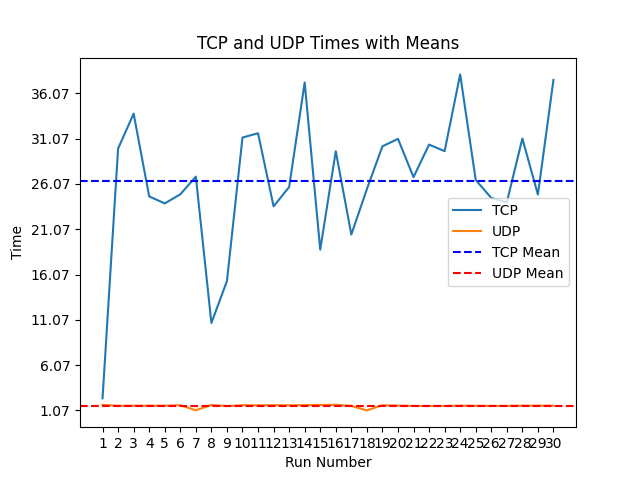 TCP and UDP Times with Means
36.07
31.07
26.07
21.07
16.07
11.07
6.07
1.07
Time
TCP
UDP
TCP Mean
UDP Mean
1 2 3 4 5 6 7 8 9 10 11 12 13 14 15 16 17 18 19 20 21 22 23 24 25 26 27 28 29 30
Run Number